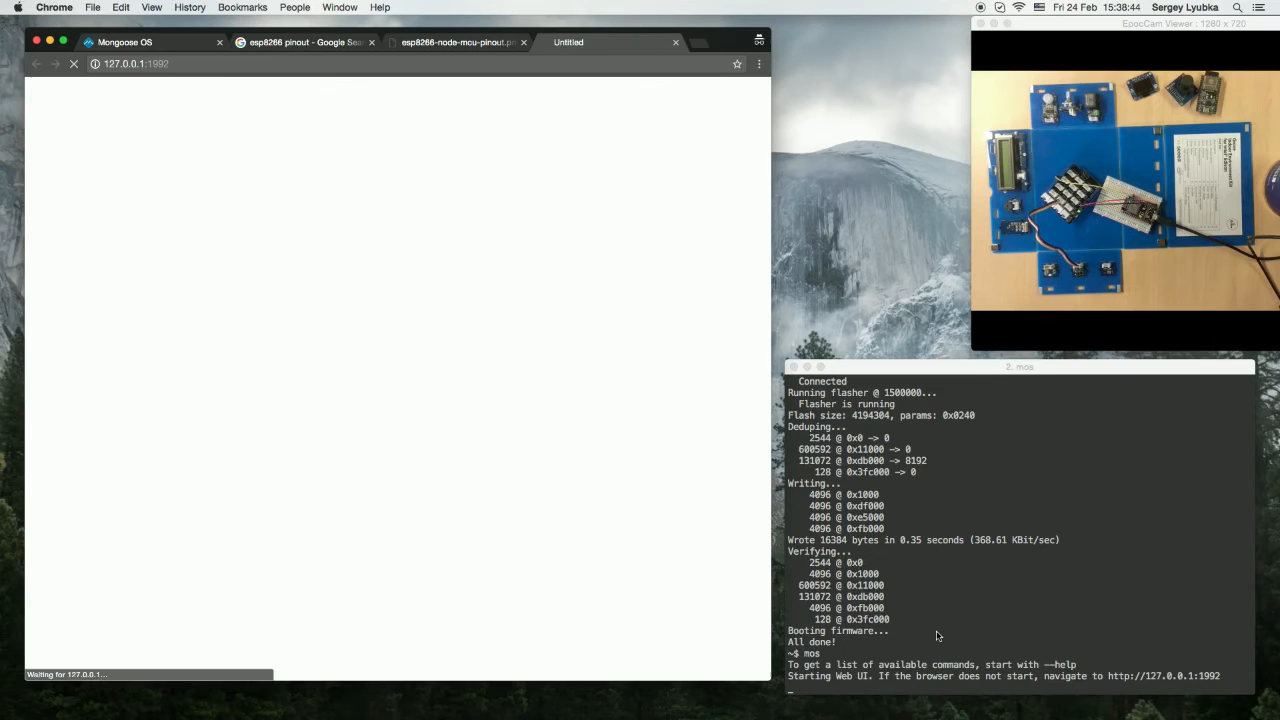 Chrome File Edit View History Bookmarks People Window Help
Fri 24 Feb 15:38:44 Sergey Lyubka
EpocCam Viewer : 1280 x 720
Mongoose OS
esp8266 pinout - Google Sea
esp8266-node-mcu-pinout.pn
Untitled
127.0.0.1:1992
2. mos
Connected
Running flasher @ 1500000...
Flasher is running
Flash size: 4194304, params: 0x0240
Deduping...
2544 @ 0x0 -> 0
600592 @ 0x11000 -> 0
131072 @ 0xdb000 -> 8192
128 @ 0x3fc000 -> 0
Writing...
4096 @ 0x1000
4096 @ 0xdf000
4096 @ 0xe5000
4096 @ 0xfb000
Wrote 16384 bytes in 0.35 seconds (368.61 KBit/sec)
Verifying...
2544 @ 0x0
4096 @ 0x1000
600592 @ 0x11000
131072 @ 0xdb000
4096 @ 0xfb000
128 @ 0x3fc000
Booting firmware...
All done!
~$ mos
To get a list of available commands, start with --help
Starting Web UI. If the browser does not start, navigate to http://127.0.0.1:1992
Waiting for 127.0.0.1...